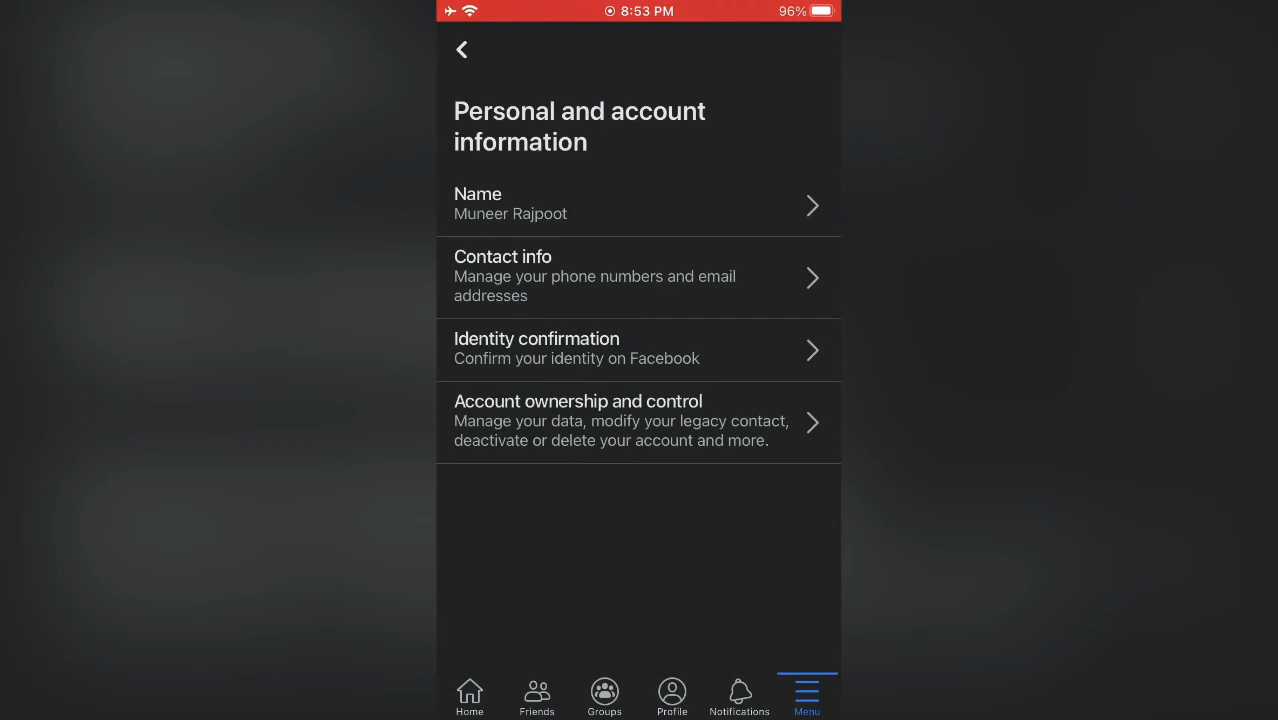 8:53 PM
96%
Personal and account
information
Name
Muneer Rajpoot
Contact info
Manage your phone numbers and email
addresses
Identity confirmation
Confirm your identity on Facebook
Account ownership and control
Manage your data, modify your legacy contact,
deactivate or delete your account and more.
Home
Friends
Groups
Profile
Notifications
Menu